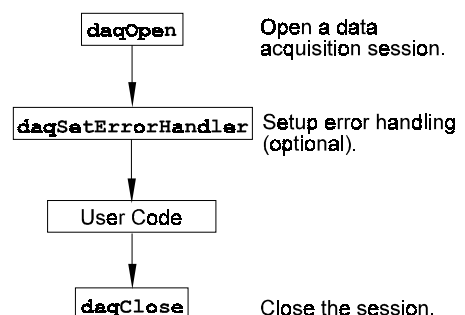 daqOpen
Open a data
acquisition session.
daqSetErrorHandler
Setup error handling
(optional).
User Code
daqClose
Close the session.